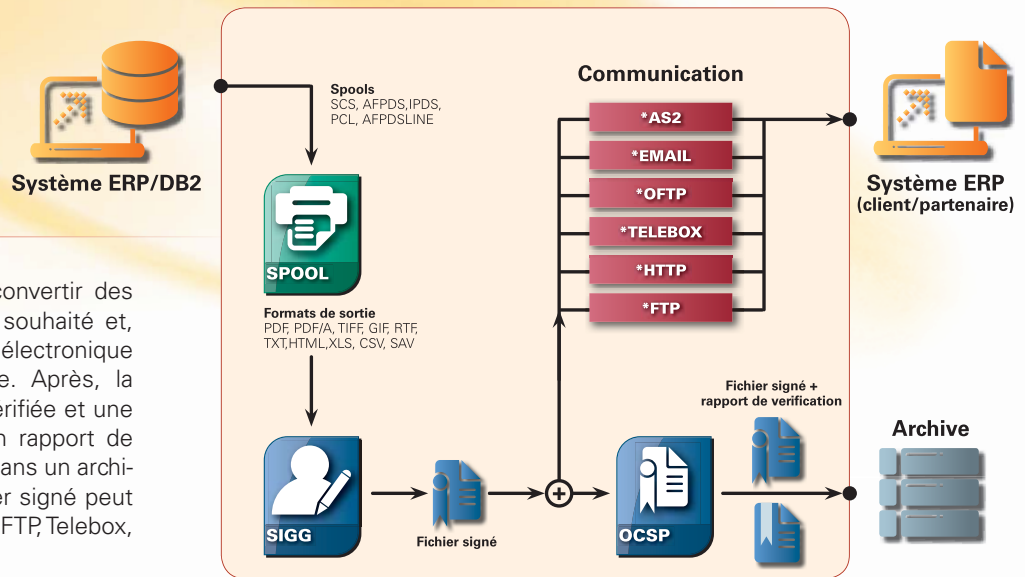 Système ERP/DB2
convertir des
souhaité et,
électronique
e. Après, la
érifiée et une
n rapport de
ans un archi-
er signé peut
FTP, Telebox,
Spools
SCS, AFPDS,IPDS,
PCL, AFPDSLINE
SPOOL
Formats de sortie
PDF, PDF/A, TIFF, GIF, RTF,
TXT,HTML,XLS, CSV, SAV
SIGG
Fichier signé
Communication
*AS2
*EMAIL
*OFTP
*TELEBOX
*HTTP
*FTP
OCSP
Fichier signé +
rapport de verification
Système ERP
(client/partenaire)
Archive